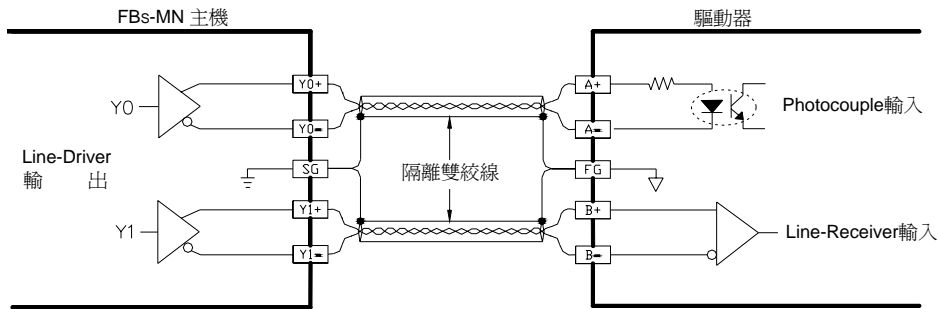 FBs-MN 主機
驅動器
Y0
Y0+
Y0-
A+
A-
Photocouple輸入
Line-Driver
輸 出
SG
隔離雙絞線
FG
Y1
Y1+
Y1-
B+
B-
Line-Receiver輸入